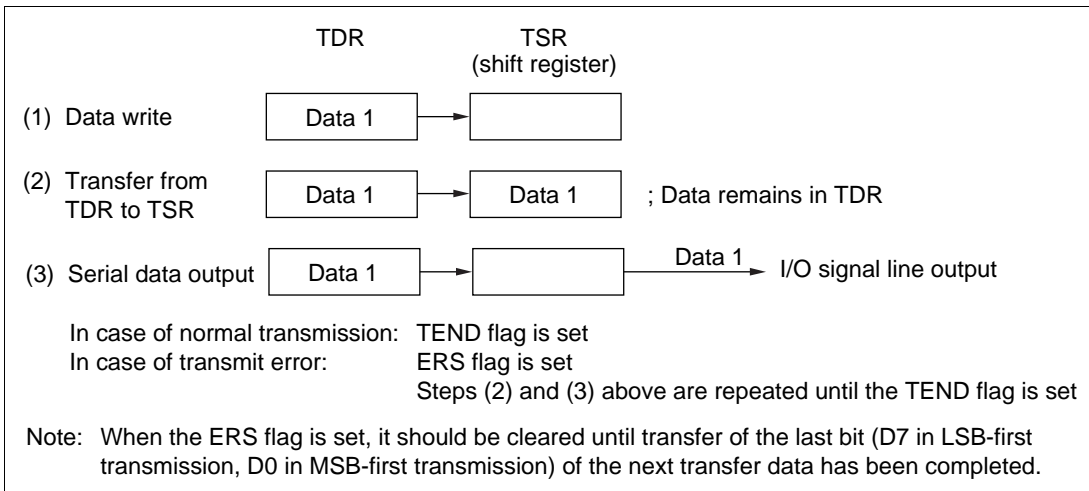 TDR TSR
(shift register)
(1) Data write Data 1
(2) Transfer from
TDR to TSR Data 1 Data 1 ; Data remains in TDR
(3) Serial data output Data 1 Data 1 I/O signal line output
In case of normal transmission: TEND flag is set
In case of transmit error: ERS flag is set
Steps (2) and (3) above are repeated until the TEND flag is set
Note: When the ERS flag is set, it should be cleared until transfer of the last bit (D7 in LSB-first
transmission, D0 in MSB-first transmission) of the next transfer data has been completed.